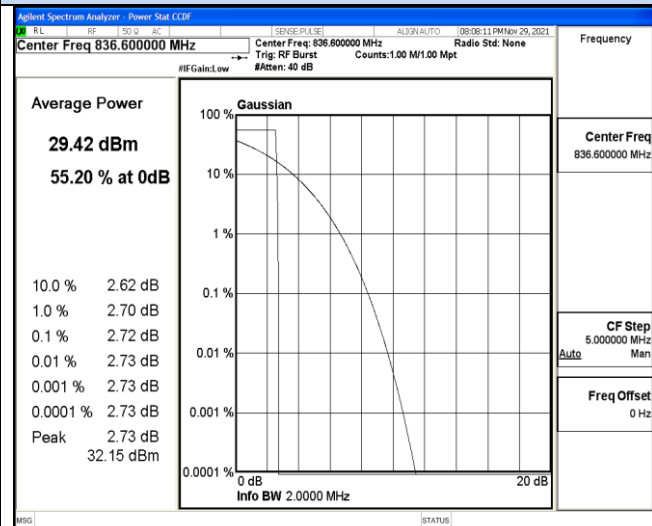 Agilent Spectrum Analyzer - Power Stat CCDF
RL RF 50 Ω AC SENSE:PULSE ALIGN AUTO 08:08:11 PM Nov 29, 2021
Center Freq 836.600000 MHz
Center Freq: 836.600000 MHz Radio Std: None
Trig: RF Burst Counts:1.00 M/1.00 Mpt
#IFGain:Low #Atten: 40 dB
Frequency
Average Power
29.42 dBm
55.20 % at 0dB
10.0 % 2.62 dB
1.0 % 2.70 dB
0.1 % 2.72 dB
0.01 % 2.73 dB
0.001 % 2.73 dB
0.0001 % 2.73 dB
Peak 2.73 dB
32.15 dBm
Gaussian
100 %
10 %
1 %
0.1 %
0.01 %
0.001 %
0.0001 %
0 dB 20 dB
Info BW 2.0000 MHz
Center Freq
836.600000 MHz
CF Step
5.000000 MHz
Auto Man
Freq Offset
0 Hz
MSG STATUS